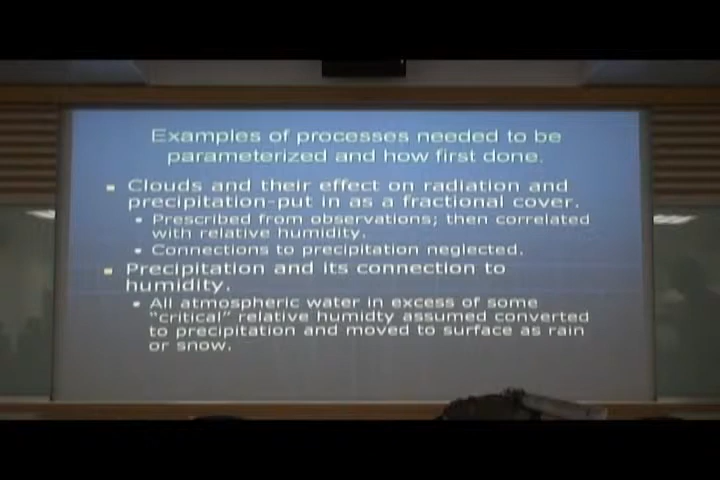 Examples of processes needed to be
parameterized and how first done.
Clouds and their effect on radiation and
precipitation-put in as a fractional cover.
Prescribed from observations; then correlated
with relative humidity.
Connections to precipitation neglected.
Precipitation and its connection to
humidity.
All atmospheric water in excess of some
"critical" relative humidty assumed converted
to precipitation and moved to surface as rain
or snow.